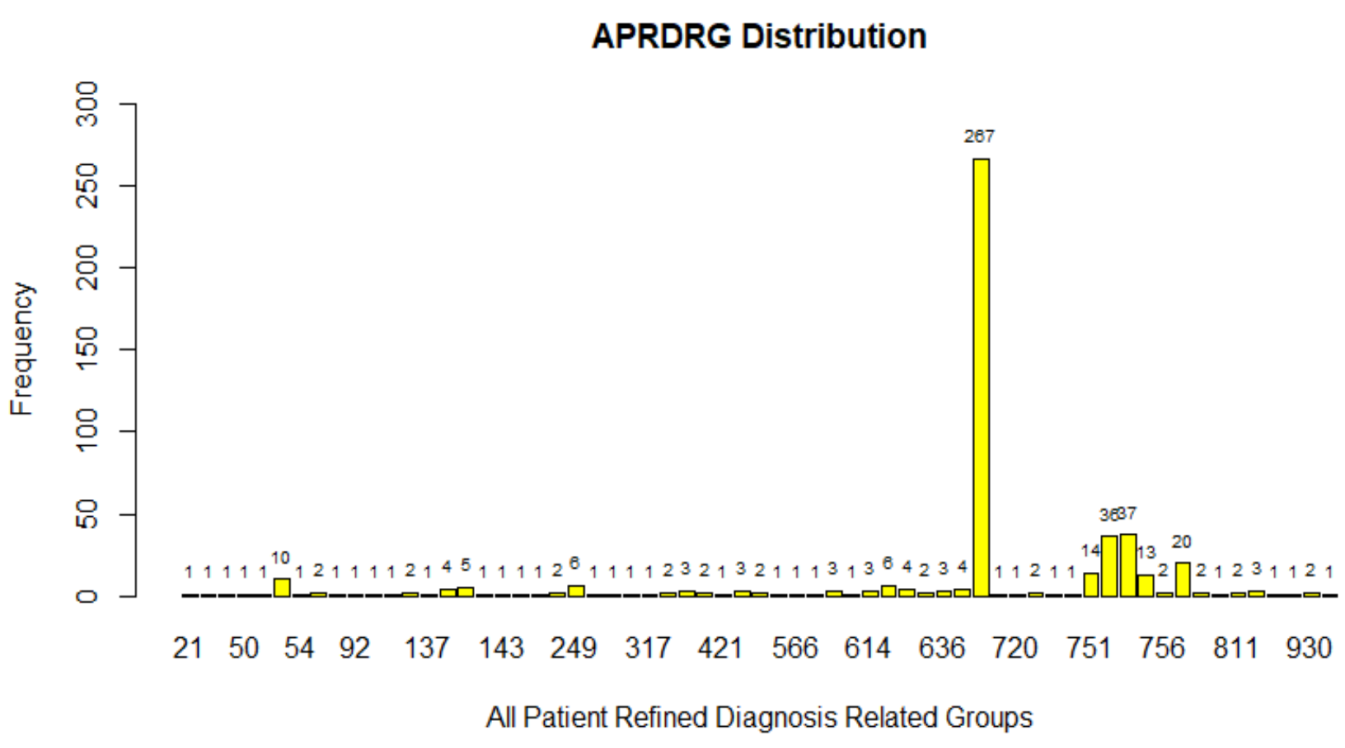 APRDRG Distribution
Frequency
300
250
200
150
100
50
0
267
36 37
14 13 20
10
1 1 1 1 1 1 2 1 1 1 1 2 1 4 5 1 1 1 1 2 6 1 1 1 1 2 3 2 1 3 2 1 1 1 3 1 3 6 4 2 3 4 1 1 2 1 1 2 2 1 2 3 1 1 2 1
21 50 54 92 137 143 249 317 421 566 614 636 720 751 756 811 930
All Patient Refined Diagnosis Related Groups